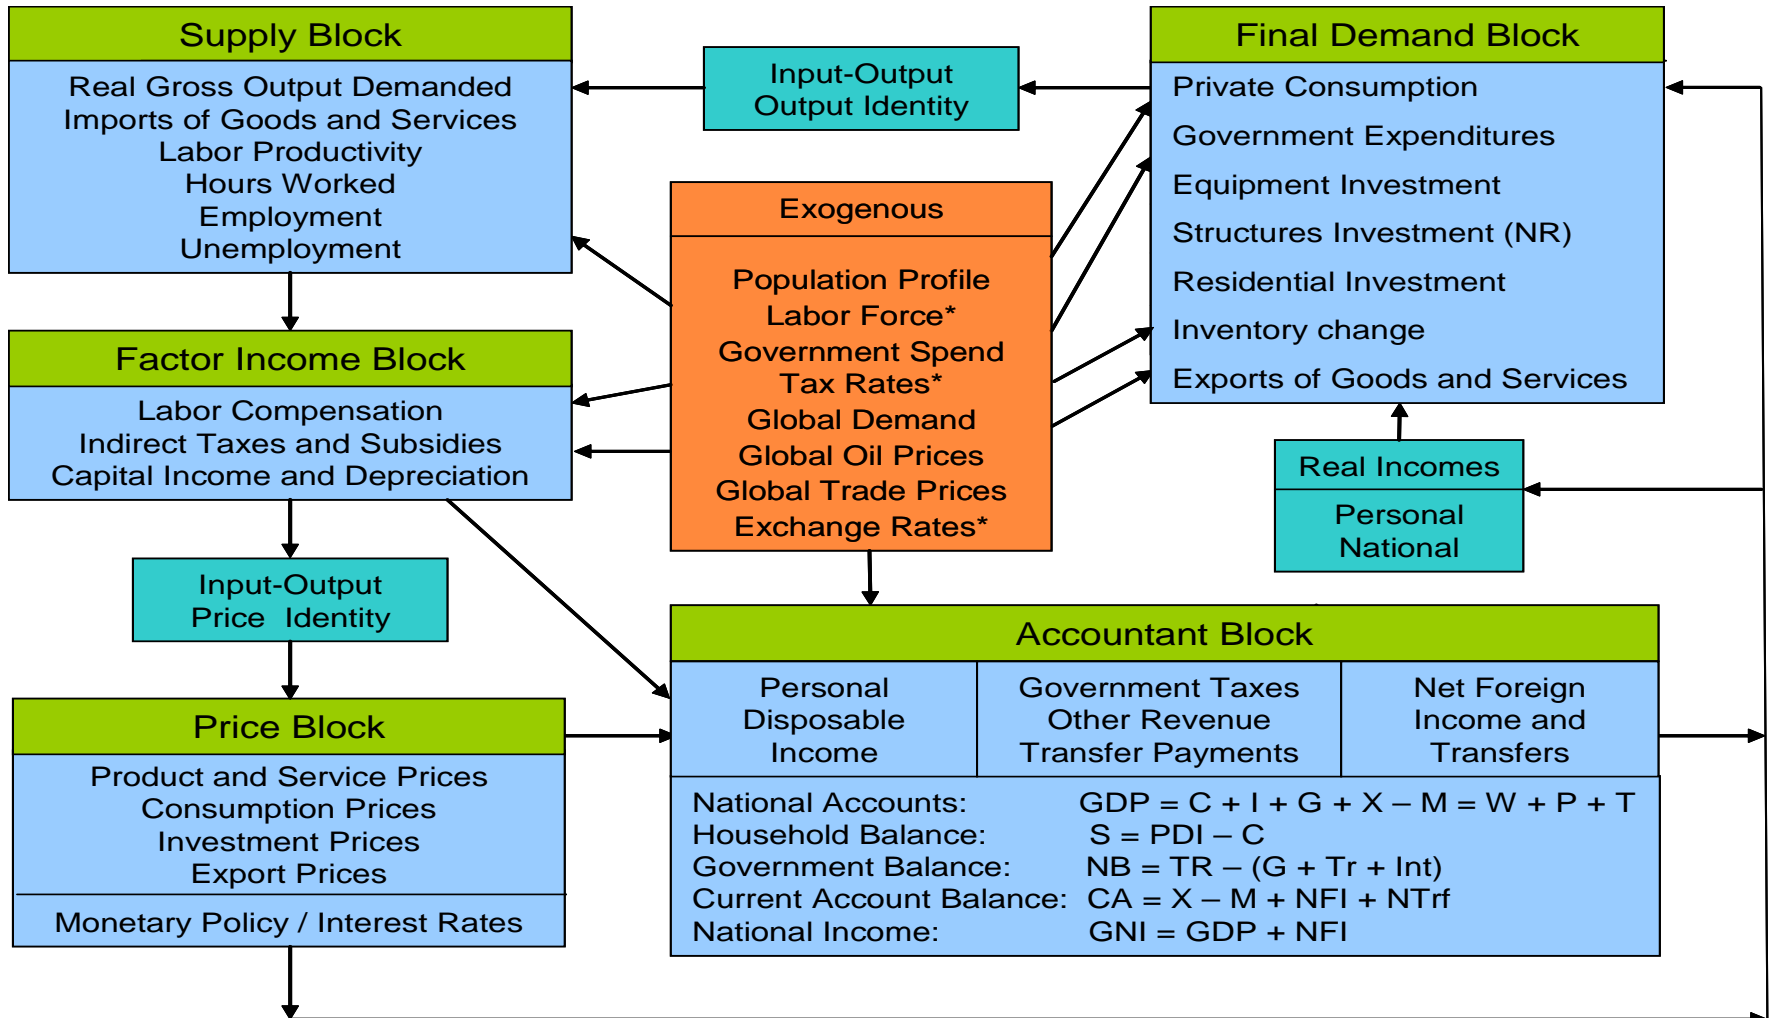 Supply Block
Real Gross Output Demanded
Imports of Goods and Services
Labor Productivity
Hours Worked
Employment
Unemployment
Input-Output
Output Identity
Final Demand Block
Private Consumption
Government Expenditures
Equipment Investment
Structures Investment (NR)
Residential Investment
Inventory change
Exports of Goods and Services
Exogenous
Population Profile
Labor Force*
Government Spend
Tax Rates*
Global Demand
Global Oil Prices
Global Trade Prices
Exchange Rates*
Factor Income Block
Labor Compensation
Indirect Taxes and Subsidies
Capital Income and Depreciation
Real Incomes
Personal
National
Input-Output
Price Identity
Price Block
Product and Service Prices
Consumption Prices
Investment Prices
Export Prices
Monetary Policy / Interest Rates
Accountant Block
Personal
Disposable
Income
Government Taxes
Other Revenue
Transfer Payments
Net Foreign
Income and
Transfers
National Accounts: GDP = C + I + G + X – M = W + P + T
Household Balance: S = PDI – C
Government Balance: NB = TR – (G + Tr + Int)
Current Account Balance: CA = X – M + NFI + NTrf
National Income: GNI = GDP + NFI